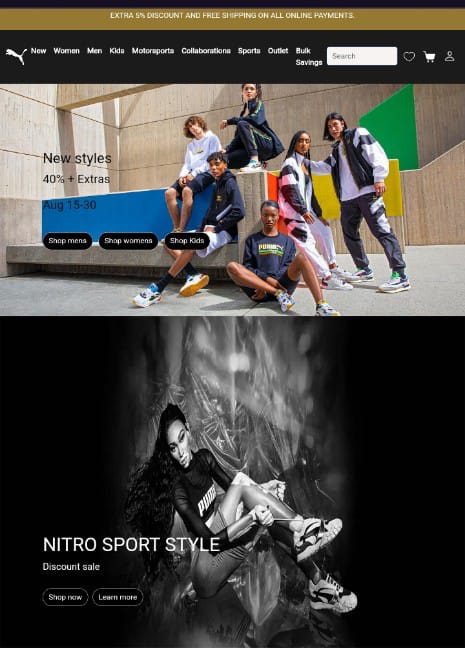 EXTRA 5% DISCOUNT AND FREE SHIPPING ON ALL ONLINE PAYMENTS.
New Women Men Kids Motorsports Collaborations Sports Outlet Bulk Savings Search
New styles
40% + Extras
Aug 15-30
Shop mens Shop womens Shop Kids
PUMA
PUMA
NITRO SPORT STYLE
Discount sale
Shop now Learn more